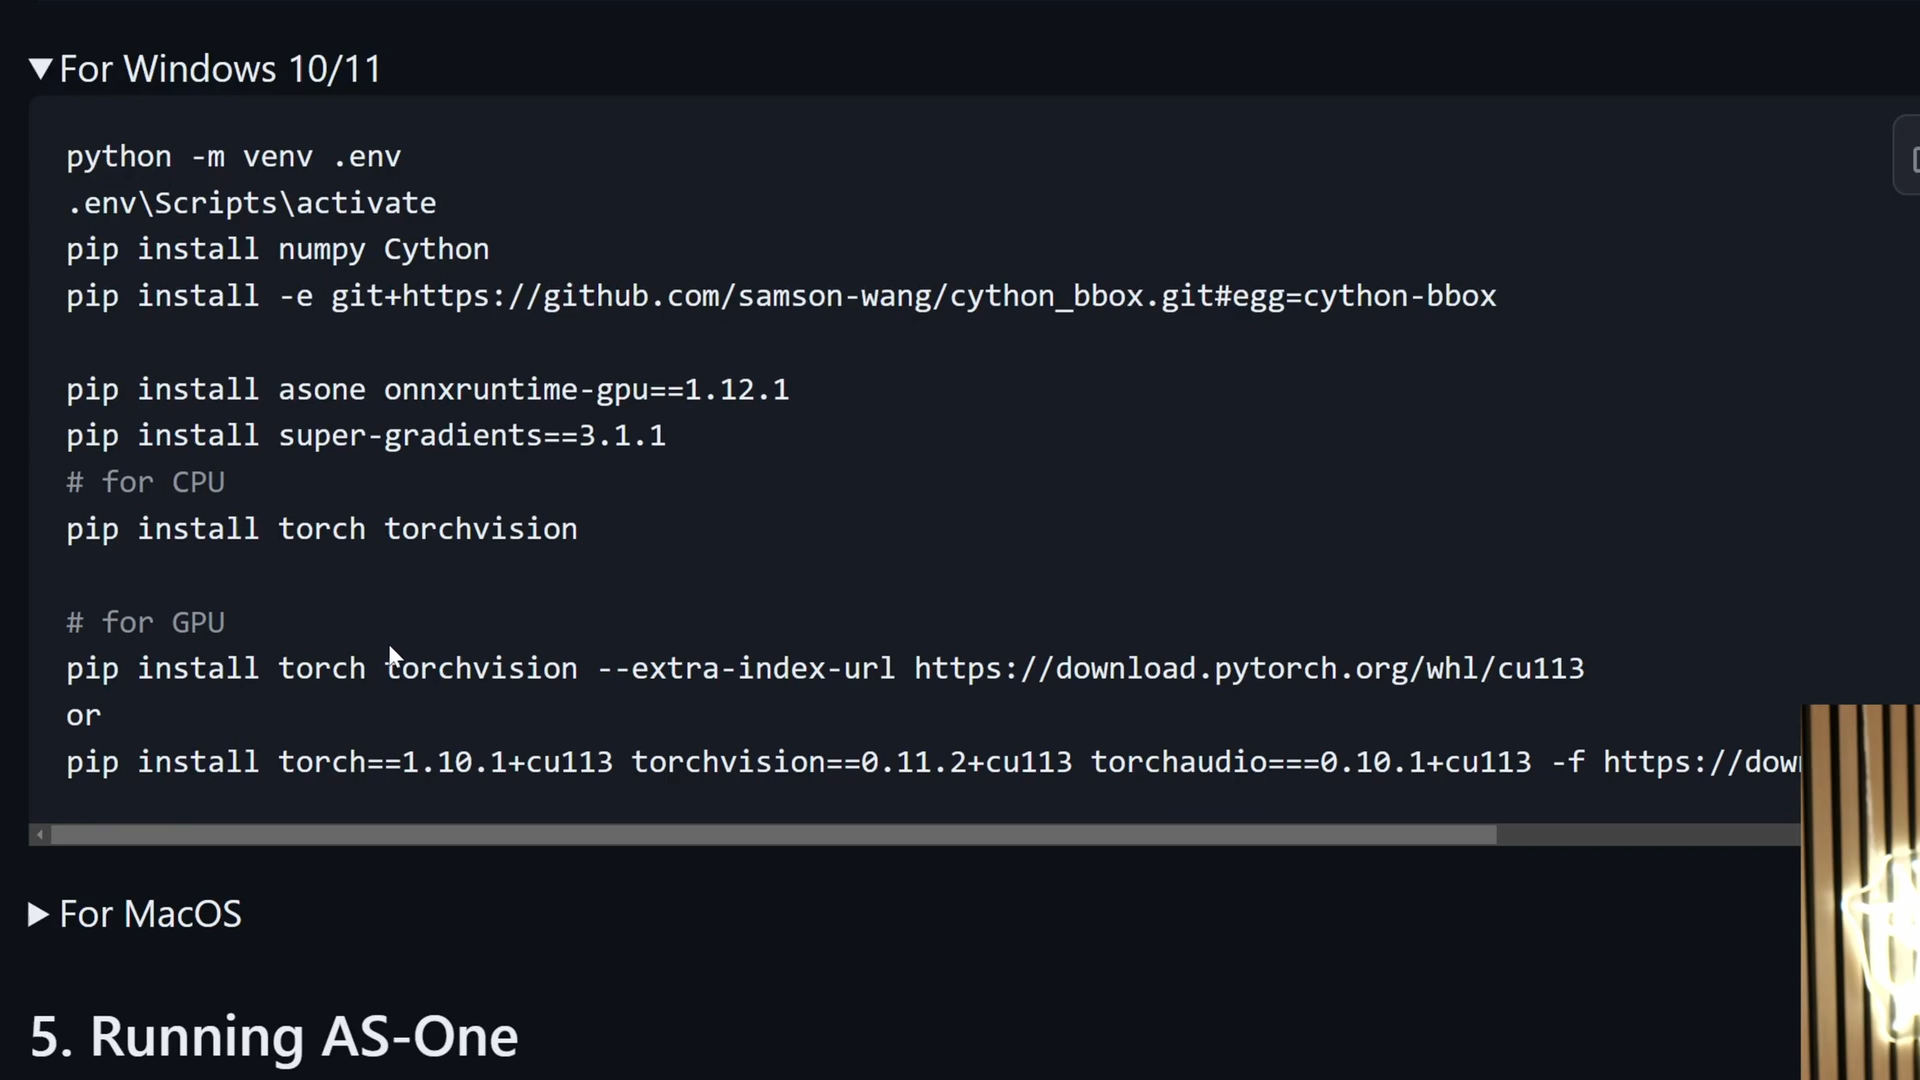 ▼For Windows 10/11
python -m venv .env
.env\Scripts\activate
pip install numpy Cython
pip install -e git+https://github.com/samson-wang/cython_bbox.git#egg=cython-bbox
pip install asone onnxruntime-gpu==1.12.1
pip install super-gradients==3.1.1
# for CPU
pip install torch torchvision
# for GPU
pip install torch torchvision --extra-index-url https://download.pytorch.org/whl/cu113
or
pip install torch==1.10.1+cu113 torchvision==0.11.2+cu113 torchaudio===0.10.1+cu113 -f https://dow
▶For MacOS
5. Running AS-One